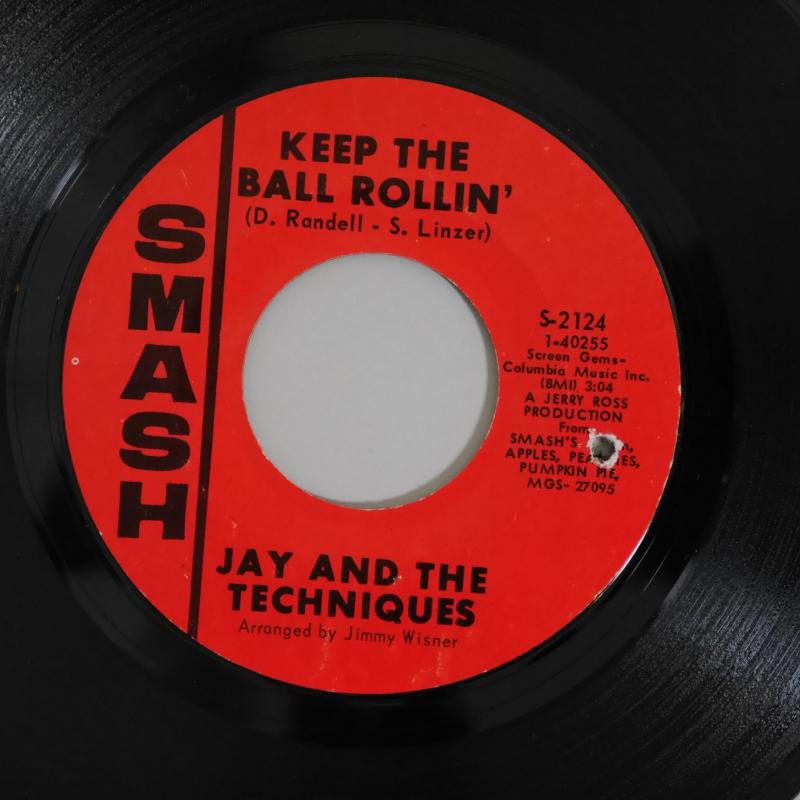 SMASH
KEEP THE
BALL ROLLIN'
(D. Randell - S. Linzer)
S-2124
1-40255
Screen Gems-
Columbia Music Inc.
(BMI) 3:04
A JERRY ROSS
PRODUCTION
From
SMASH'S
APPLES,
PUMPKIN PIE,
MGS- 27095
JAY AND THE
TECHNIQUES
Arranged by Jimmy Wisner